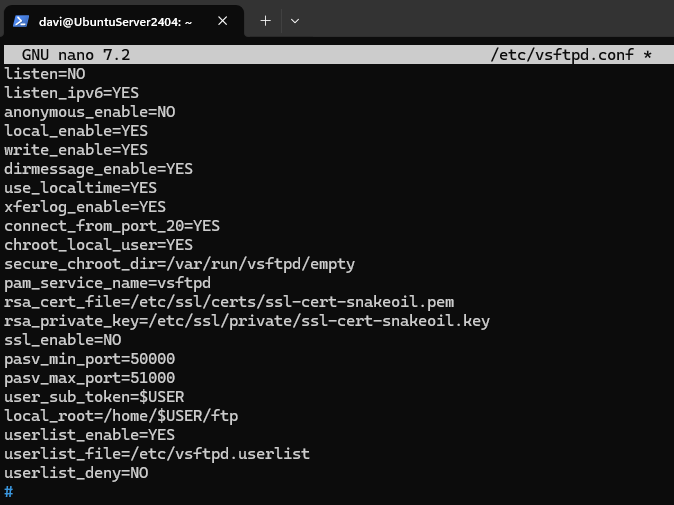 davi@UbuntuServer2404: ~
GNU nano 7.2 /etc/vsftpd.conf *
listen=NO
listen_ipv6=YES
anonymous_enable=NO
local_enable=YES
write_enable=YES
dirmessage_enable=YES
use_localtime=YES
xferlog_enable=YES
connect_from_port_20=YES
chroot_local_user=YES
secure_chroot_dir=/var/run/vsftpd/empty
pam_service_name=vsftpd
rsa_cert_file=/etc/ssl/certs/ssl-cert-snakeoil.pem
rsa_private_key=/etc/ssl/private/ssl-cert-snakeoil.key
ssl_enable=NO
pasv_min_port=50000
pasv_max_port=51000
user_sub_token=$USER
local_root=/home/$USER/ftp
userlist_enable=YES
userlist_file=/etc/vsftpd.userlist
userlist_deny=NO
#